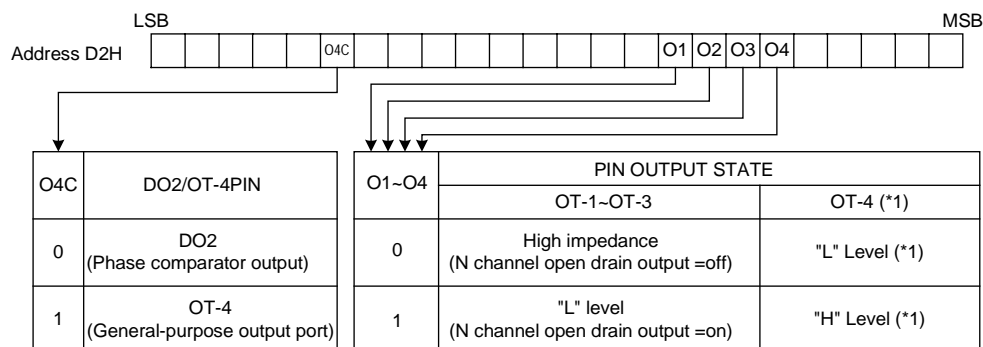 LSB MSB
Address D2H O4C O1 O2 O3 O4
O4C DO2/OT-4PIN
0 DO2
(Phase comparator output)
1 OT-4
(General-purpose output port)
O1~O4 PIN OUTPUT STATE
OT-1~OT-3 OT-4 (*1)
0 High impedance
(N channel open drain output =off) "L" Level (*1)
1 "L" level
(N channel open drain output =on) "H" Level (*1)